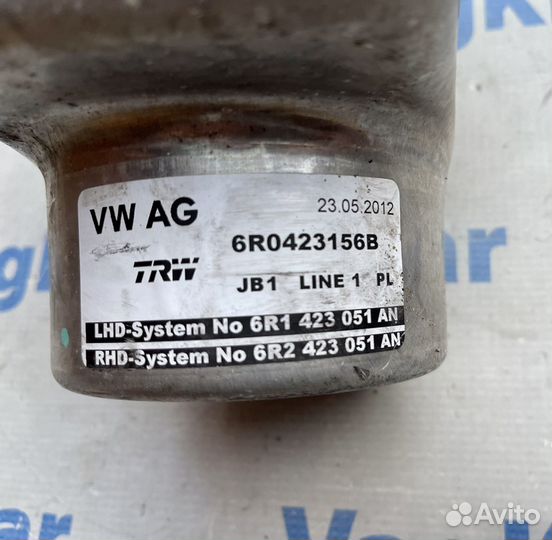 VW AG
23.05.2012
6R0423156B
TRW
JB1 LINE 1 PL
LHD-System No 6R1 423 051 AN
RHD-System No 6R2 423 051 AN
Avito